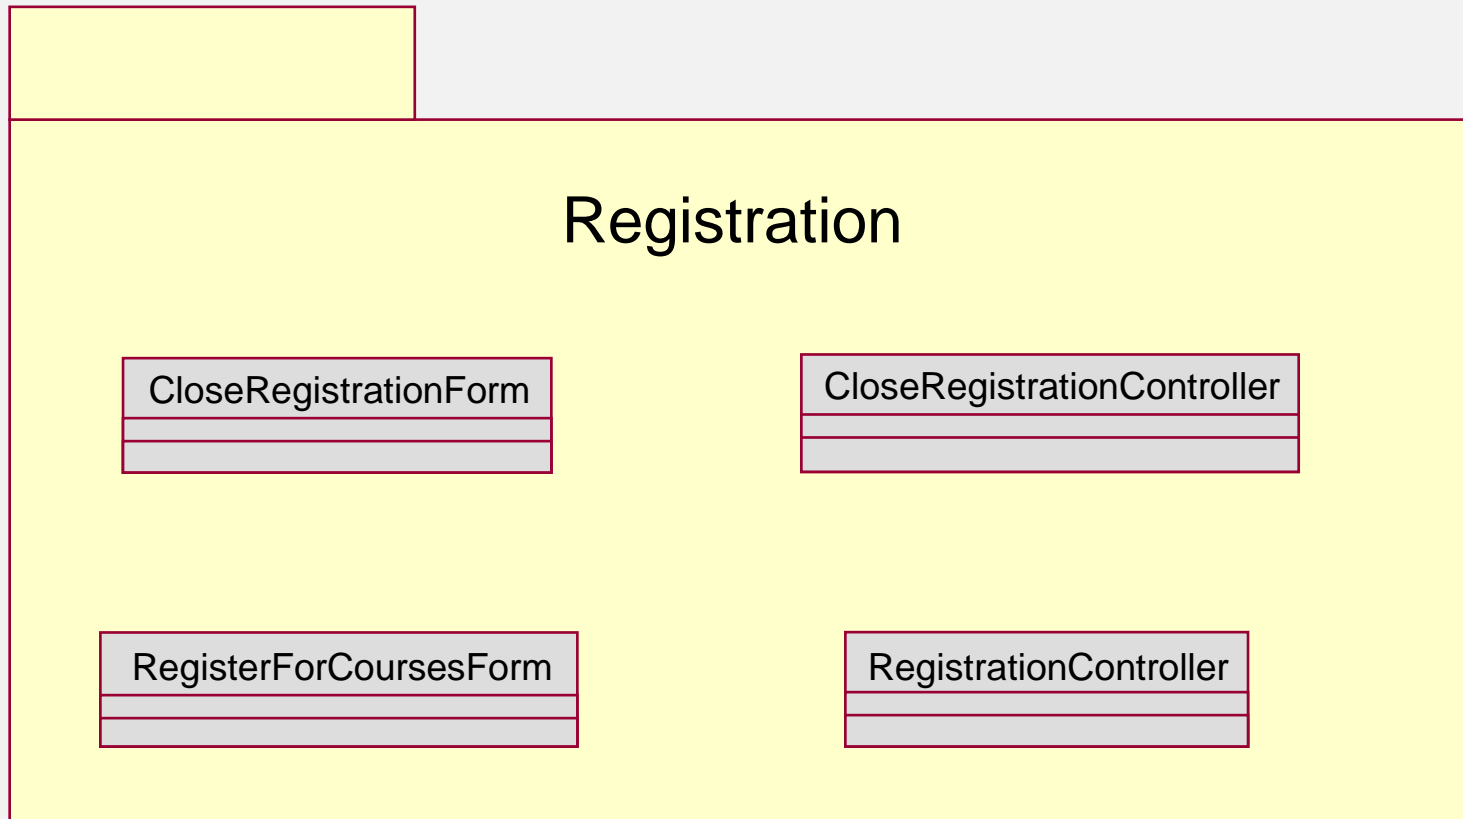 Registration
CloseRegistrationForm
CloseRegistrationController
RegisterForCoursesForm
RegistrationController